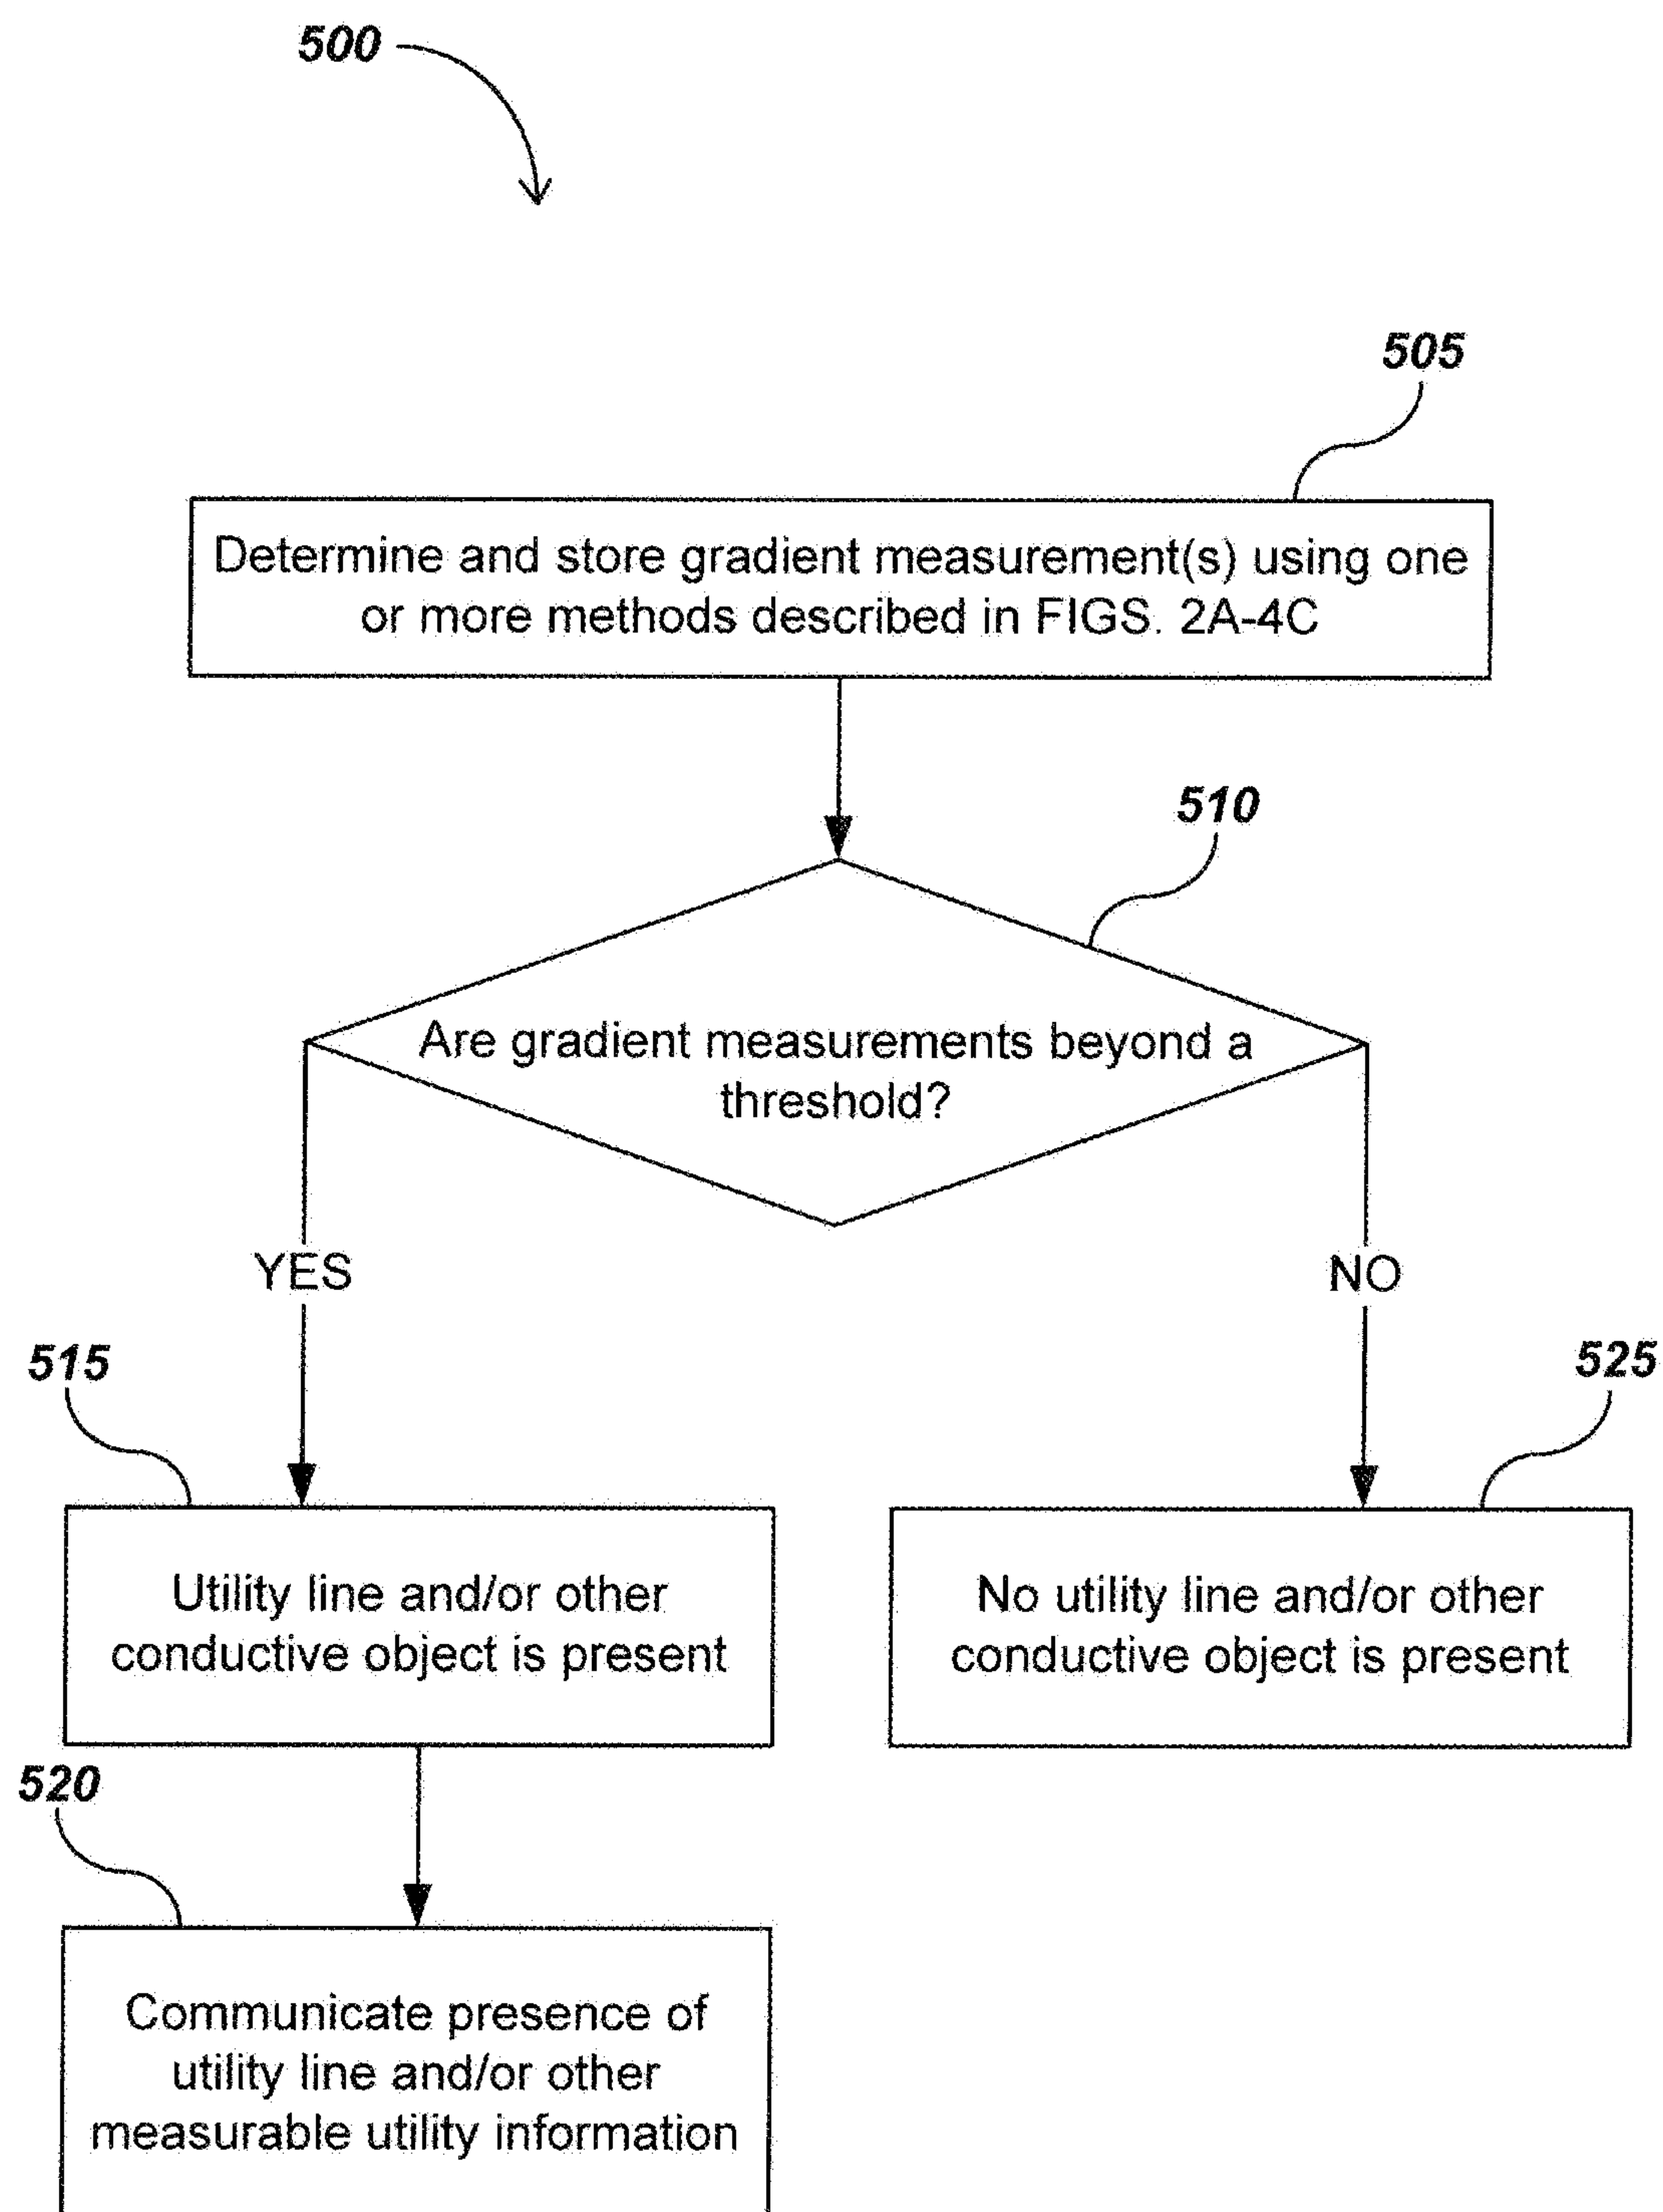 500
505
Determine and store gradient measurement(s) using one
or more methods described in FIGS. 2A-4C
510
Are gradient measurements beyond a
threshold?
YES
NO
515
525
Utility line and/or other
conductive object is present
No utility line and/or other
conductive object is present
520
Communicate presence of
utility line and/or other
measurable utility information